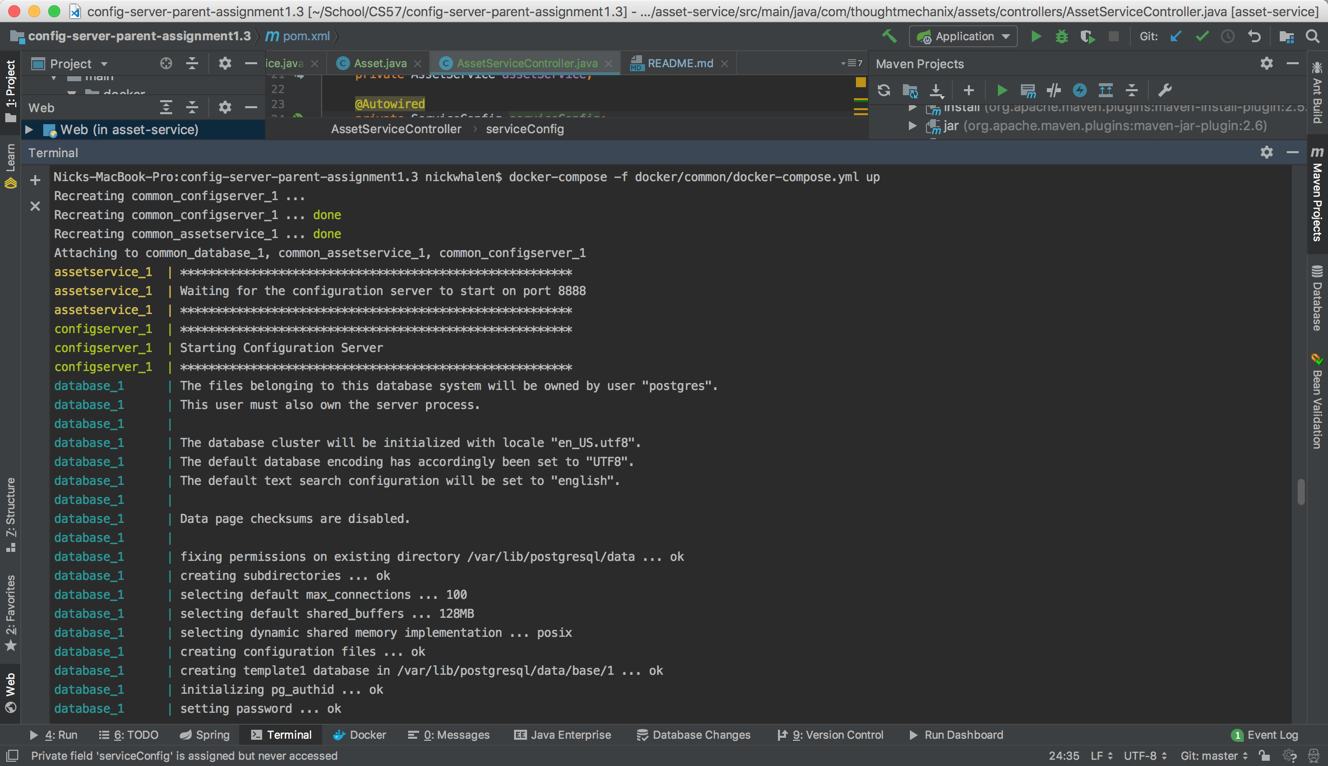 config-server-parent-assignment1.3 [~/School/CS57/config-server-parent-assignment1.3] - .../asset-service/src/main/java/com/thoughtmechanix/assets/controllers/AssetServiceController.java [asset-service]
config-server-parent-assignment1.3 pom.xml Application Git:
1: Project
Learn
Z: Structure
2: Favorites
Web
Project
main
docker
Web
Web (in asset-service)
ice.java Asset.java AssetServiceController.java README.md 7
21 private AssetService assetService;
22
23 @Autowired
private ServiceConfig serviceConfig;
AssetServiceController serviceConfig
Maven Projects
install (org.apache.maven.plugins:maven-install-plugin:2.5.
jar (org.apache.maven.plugins:maven-jar-plugin:2.6)
Ant Build
Maven Projects
Database
Bean Validation
Terminal
Nicks-MacBook-Pro:config-server-parent-assignment1.3 nickwhalen$ docker-compose -f docker/common/docker-compose.yml up
Recreating common_configserver_1 ...
Recreating common_configserver_1 ... done
Recreating common_assetservice_1 ... done
Attaching to common_database_1, common_assetservice_1, common_configserver_1
assetservice_1 | ********************************************************
assetservice_1 | Waiting for the configuration server to start on port 8888
assetservice_1 | ********************************************************
configserver_1 | ********************************************************
configserver_1 | Starting Configuration Server
configserver_1 | ********************************************************
database_1 | The files belonging to this database system will be owned by user "postgres".
database_1 | This user must also own the server process.
database_1 |
database_1 | The database cluster will be initialized with locale "en_US.utf8".
database_1 | The default database encoding has accordingly been set to "UTF8".
database_1 | The default text search configuration will be set to "english".
database_1 |
database_1 | Data page checksums are disabled.
database_1 |
database_1 | fixing permissions on existing directory /var/lib/postgresql/data ... ok
database_1 | creating subdirectories ... ok
database_1 | selecting default max_connections ... 100
database_1 | selecting default shared_buffers ... 128MB
database_1 | selecting dynamic shared memory implementation ... posix
database_1 | creating configuration files ... ok
database_1 | creating template1 database in /var/lib/postgresql/data/base/1 ... ok
database_1 | initializing pg_authid ... ok
database_1 | setting password ... ok
4: Run 6: TODO Spring Terminal Docker 0: Messages Java Enterprise Database Changes 9: Version Control Run Dashboard 1 Event Log
Private field 'serviceConfig' is assigned but never accessed 24:35 LF UTF-8 Git: master